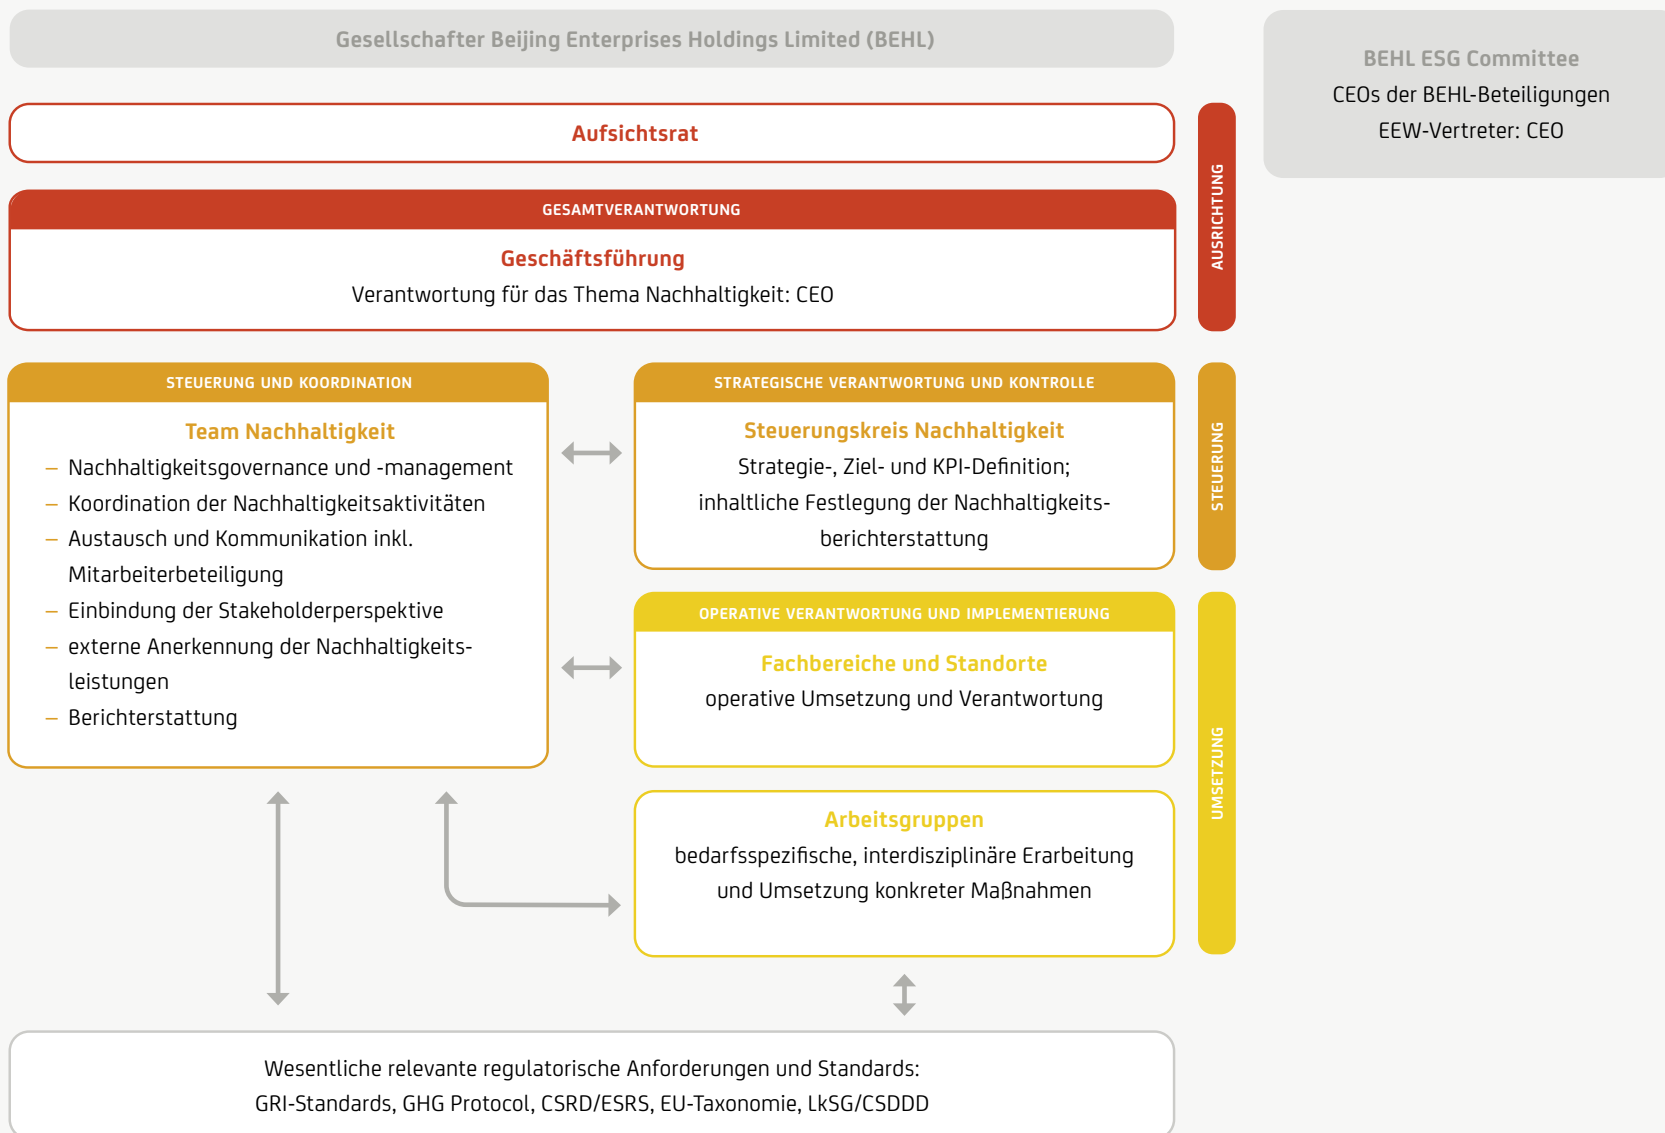 Gesellschafter Beijing Enterprises Holdings Limited (BEHL)
BEHL ESG Committee
CEOs der BEHL-Beteiligungen
EEW-Vertreter: CEO
Aufsichtsrat
GESAMTVERANTWORTUNG
Geschäftsführung
Verantwortung für das Thema Nachhaltigkeit: CEO
AUSRICHTUNG
STEUERUNG UND KOORDINATION
Team Nachhaltigkeit
– Nachhaltigkeitsgovernance und -management
– Koordination der Nachhaltigkeitsaktivitäten
– Austausch und Kommunikation inkl.
Mitarbeiterbeteiligung
– Einbindung der Stakeholderperspektive
– externe Anerkennung der Nachhaltigkeits-
leistungen
– Berichterstattung
STRATEGISCHE VERANTWORTUNG UND KONTROLLE
Steuerungskreis Nachhaltigkeit
Strategie-, Ziel- und KPI-Definition;
inhaltliche Festlegung der Nachhaltigkeits-
berichterstattung
STEUERUNG
OPERATIVE VERANTWORTUNG UND IMPLEMENTIERUNG
Fachbereiche und Standorte
operative Umsetzung und Verantwortung
Arbeitsgruppen
bedarfsspezifische, interdisziplinäre Erarbeitung
und Umsetzung konkreter Maßnahmen
UMSETZUNG
Wesentliche relevante regulatorische Anforderungen und Standards:
GRI-Standards, GHG Protocol, CSRD/ESRS, EU-Taxonomie, LkSG/CSDDD